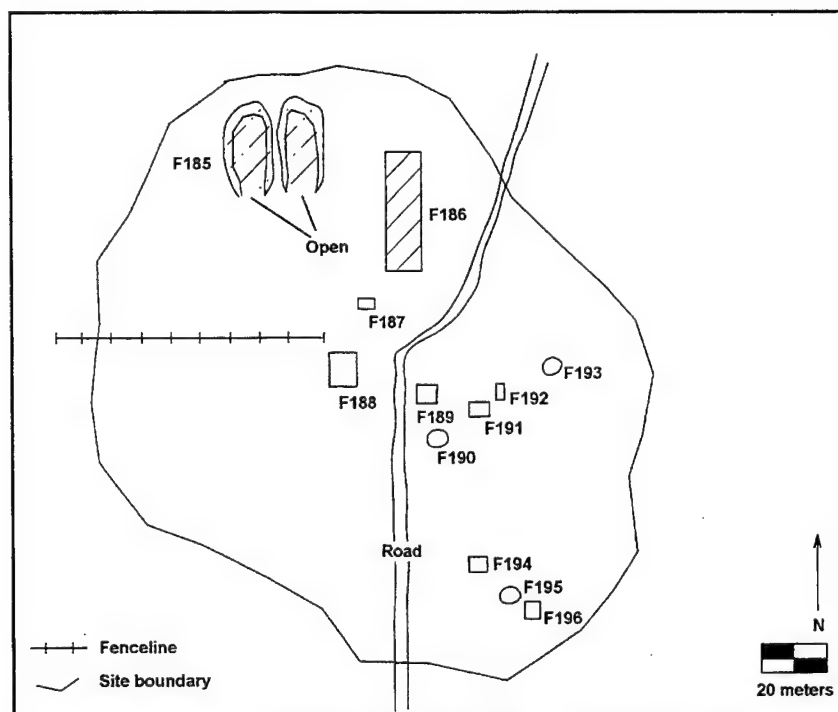 F185
F186
Open
F187
F188
F189
F190
F191
F192
F193
Road
F194
F195
F196
N
Fenceline
Site boundary
20 meters